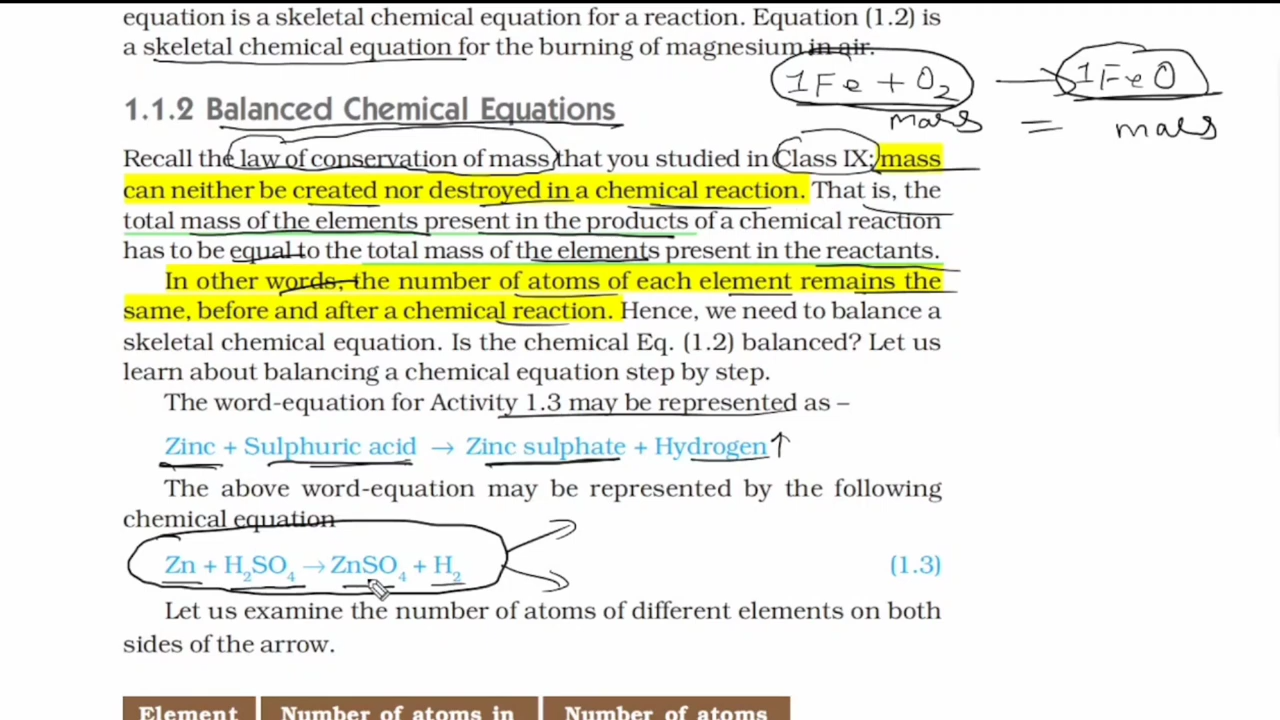 equation is a skeletal chemical equation for a reaction. Equation (1.2) is
a skeletal chemical equation for the burning of magnesium in air.
1Fe + O₂ → 1FeO
mass = mass
1.1.2 Balanced Chemical Equations
Recall the law of conservation of mass that you studied in Class IX; mass
can neither be created nor destroyed in a chemical reaction. That is, the
total mass of the elements present in the products of a chemical reaction
has to be equal to the total mass of the elements present in the reactants.
In other words, the number of atoms of each element remains the
same, before and after a chemical reaction. Hence, we need to balance a
skeletal chemical equation. Is the chemical Eq. (1.2) balanced? Let us
learn about balancing a chemical equation step by step.
The word-equation for Activity 1.3 may be represented as –
Zinc + Sulphuric acid → Zinc sulphate + Hydrogen ↑
The above word-equation may be represented by the following
chemical equation
Zn + H₂SO₄ → ZnSO₄ + H₂ (1.3)
Let us examine the number of atoms of different elements on both
sides of the arrow.
Element Number of atoms in Number of atoms